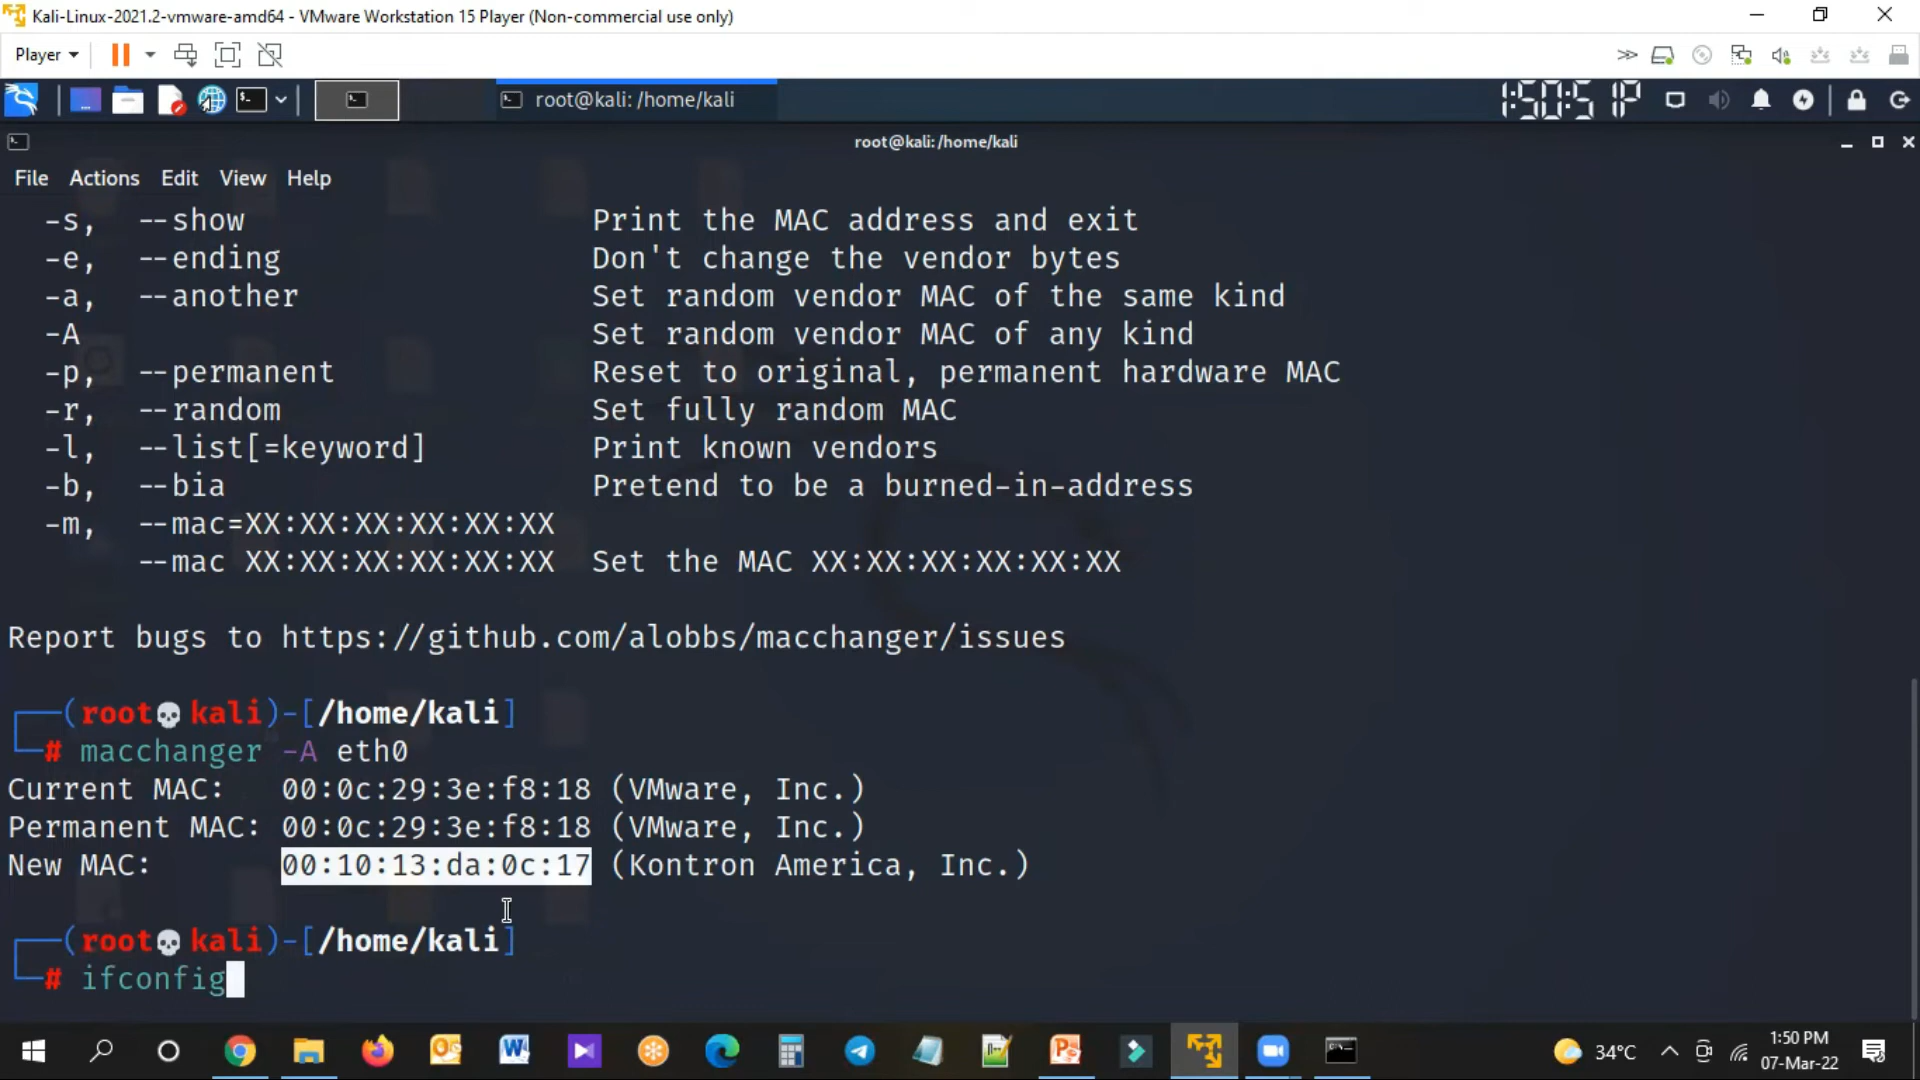 Kali-Linux-2021.2-vmware-amd64 - VMware Workstation 15 Player (Non-commercial use only)
Player
root@kali: /home/kali
1:50:51P
root@kali:/home/kali
File Actions Edit View Help
-s, --show Print the MAC address and exit
-e, --ending Don't change the vendor bytes
-a, --another Set random vendor MAC of the same kind
-A Set random vendor MAC of any kind
-p, --permanent Reset to original, permanent hardware MAC
-r, --random Set fully random MAC
-l, --list[=keyword] Print known vendors
-b, --bia Pretend to be a burned-in-address
-m, --mac=XX:XX:XX:XX:XX:XX
--mac XX:XX:XX:XX:XX:XX Set the MAC XX:XX:XX:XX:XX:XX
Report bugs to https://github.com/alobbs/macchanger/issues
(root💀kali)-[/home/kali]
# macchanger -A eth0
Current MAC: 00:0c:29:3e:f8:18 (VMware, Inc.)
Permanent MAC: 00:0c:29:3e:f8:18 (VMware, Inc.)
New MAC: 00:10:13:da:0c:17 (Kontron America, Inc.)
(root💀kali)-[/home/kali]
# ifconfig
34°C
1:50 PM
07-Mar-22